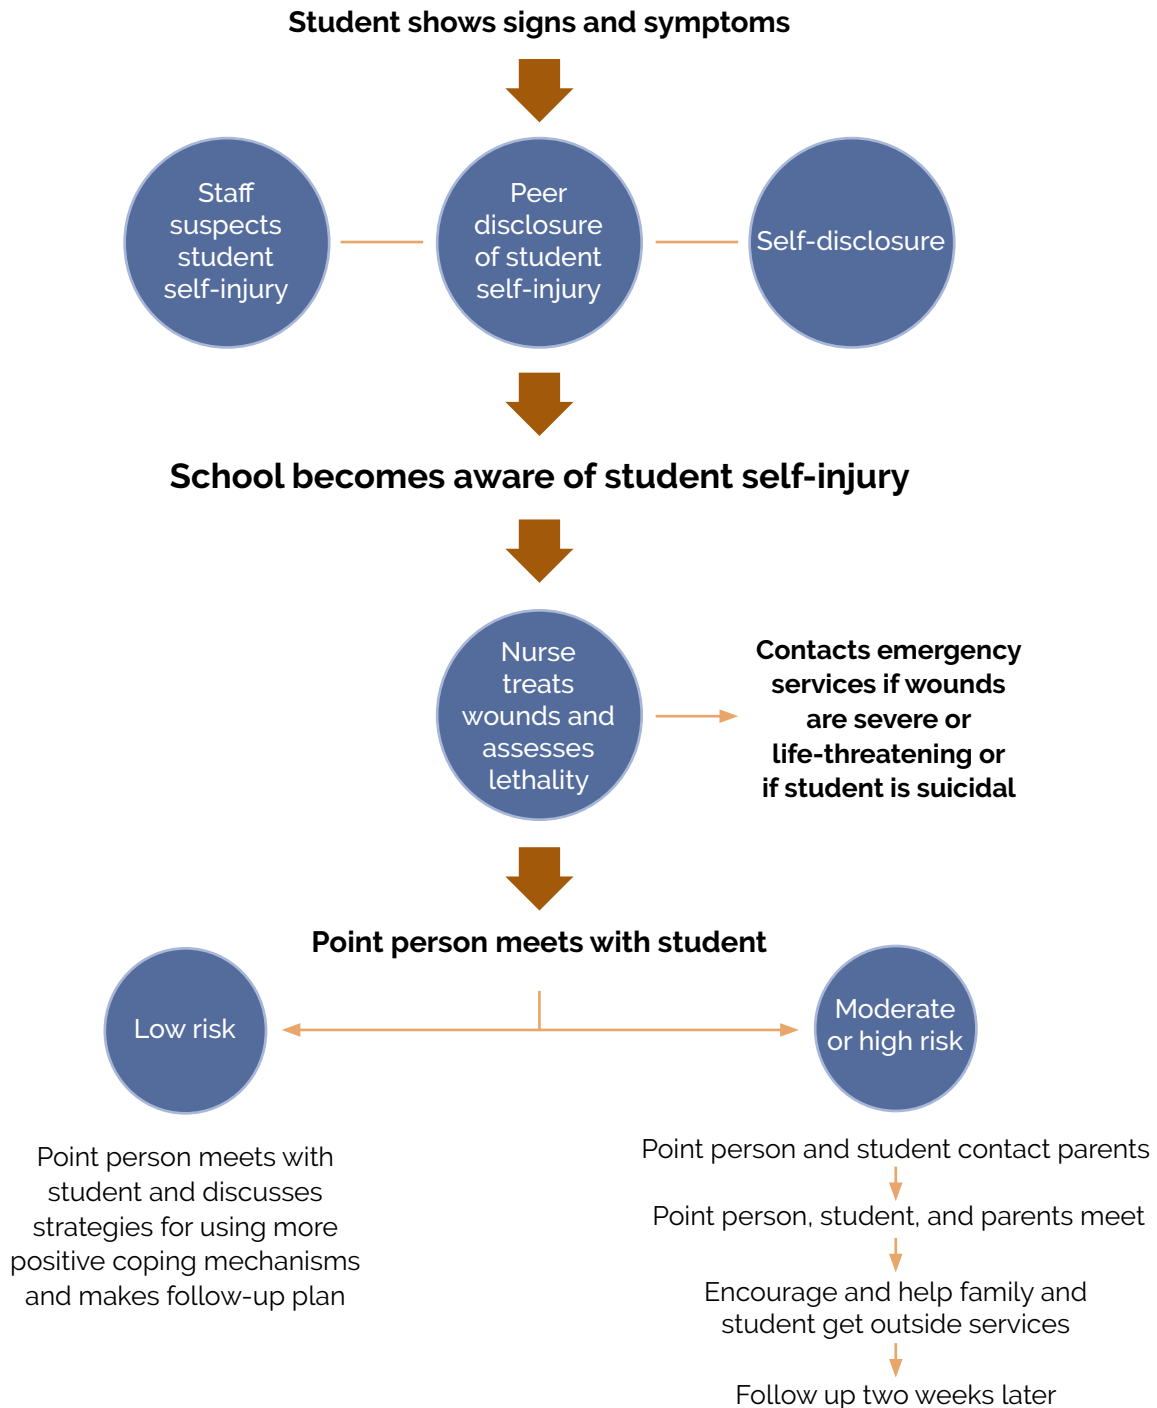 Student shows signs and symptoms
Staff
suspects
student
self-injury
Peer
disclosure
of student
self-injury
Self-disclosure
School becomes aware of student self-injury
Nurse
treats
wounds and
assesses
lethality
Contacts emergency
services if wounds
are severe or
life-threatening or
if student is suicidal
Point person meets with student
Low risk
Moderate
or high risk
Point person meets with
student and discusses
strategies for using more
positive coping mechanisms
and makes follow-up plan
Point person and student contact parents
Point person, student, and parents meet
Encourage and help family and
student get outside services
Follow up two weeks later